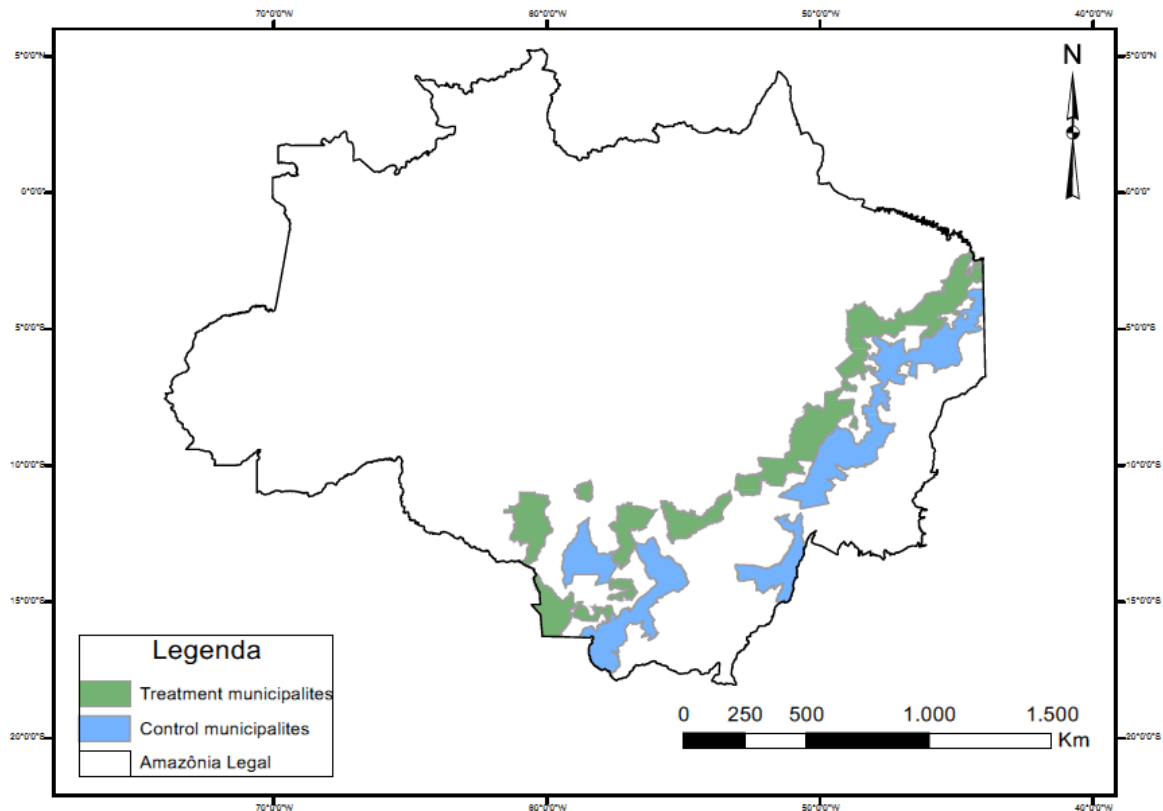 70°0'0"W 60°0'0"W 50°0'0"W 40°0'0"W
5°0'0"N 5°0'0"N
N
0°0'0" 0°0'0"
5°0'0"S 5°0'0"S
10°0'0"S 10°0'0"S
15°0'0"S 15°0'0"S
Legenda
Treatment municipalites
Control municipalites
Amazônia Legal
0 250 500 1.000 1.500
Km
20°0'0"S 20°0'0"S
70°0'0"W 60°0'0"W 50°0'0"W 40°0'0"W